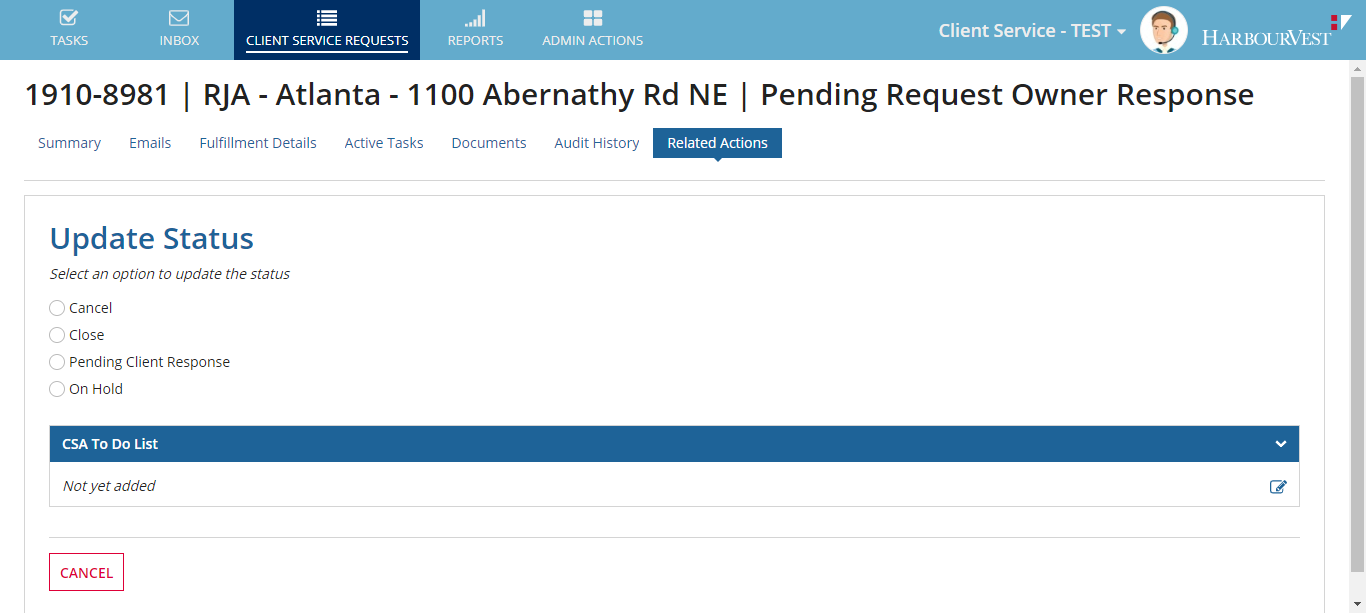 TASKS
INBOX
CLIENT SERVICE REQUESTS
REPORTS
ADMIN ACTIONS
Client Service - TEST
HARBOURVEST
1910-8981 | RJA - Atlanta - 1100 Abernathy Rd NE | Pending Request Owner Response
Summary
Emails
Fulfillment Details
Active Tasks
Documents
Audit History
Related Actions
Update Status
Select an option to update the status
Cancel
Close
Pending Client Response
On Hold
CSA To Do List
Not yet added
CANCEL